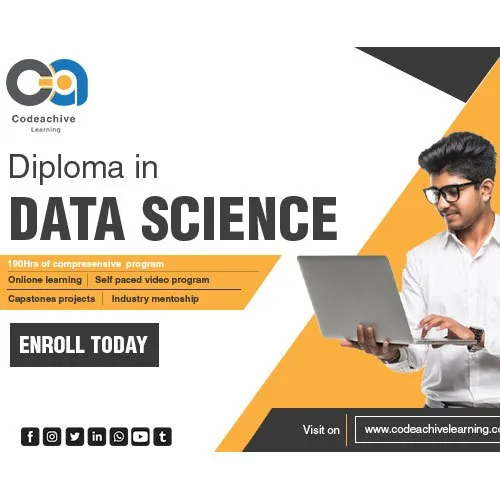 Codeachive
Learning
Diploma in
DATA SCIENCE
190Hrs of compresensive program
Onlione learning | Self paced video program
Capstones projects | Industry mentoship
ENROLL TODAY
Visit on
www.codeachivelearning.co